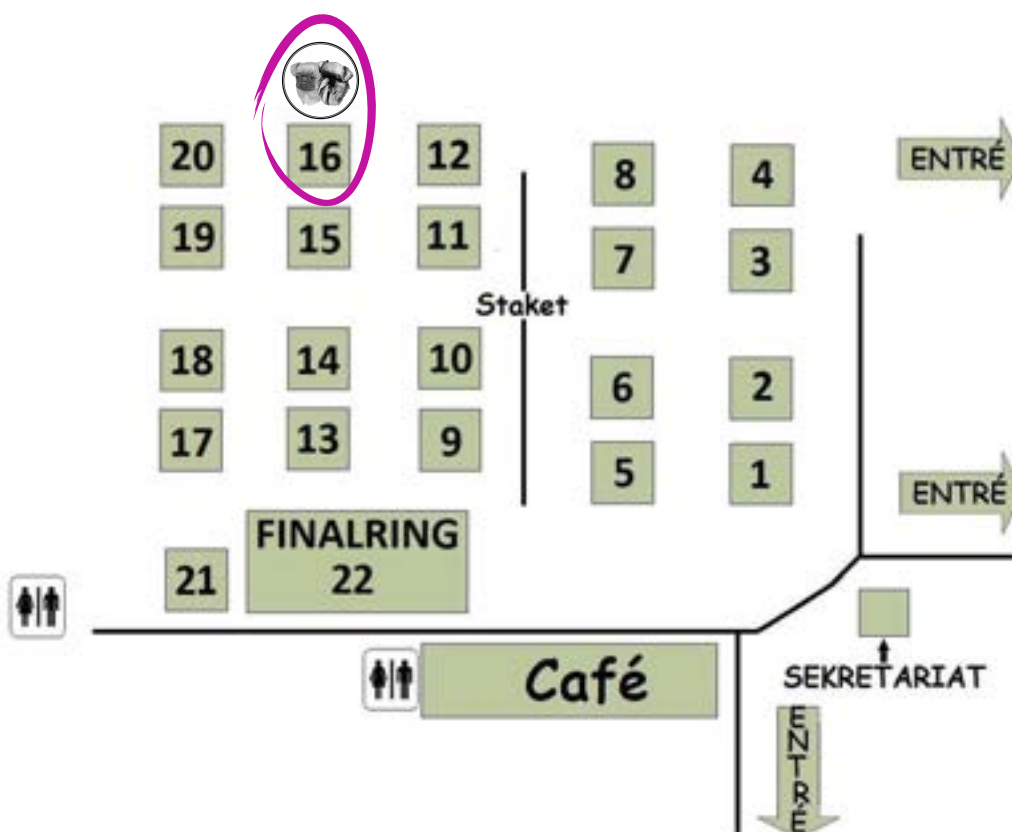 20 16 12
8 4
ENTRÉ
19 15 11
7 3
Staket
18 14 10
6 2
17 13 9
5 1
ENTRÉ
FINALRING
22
21
Café
SEKRETARIAT
ENTRÉ